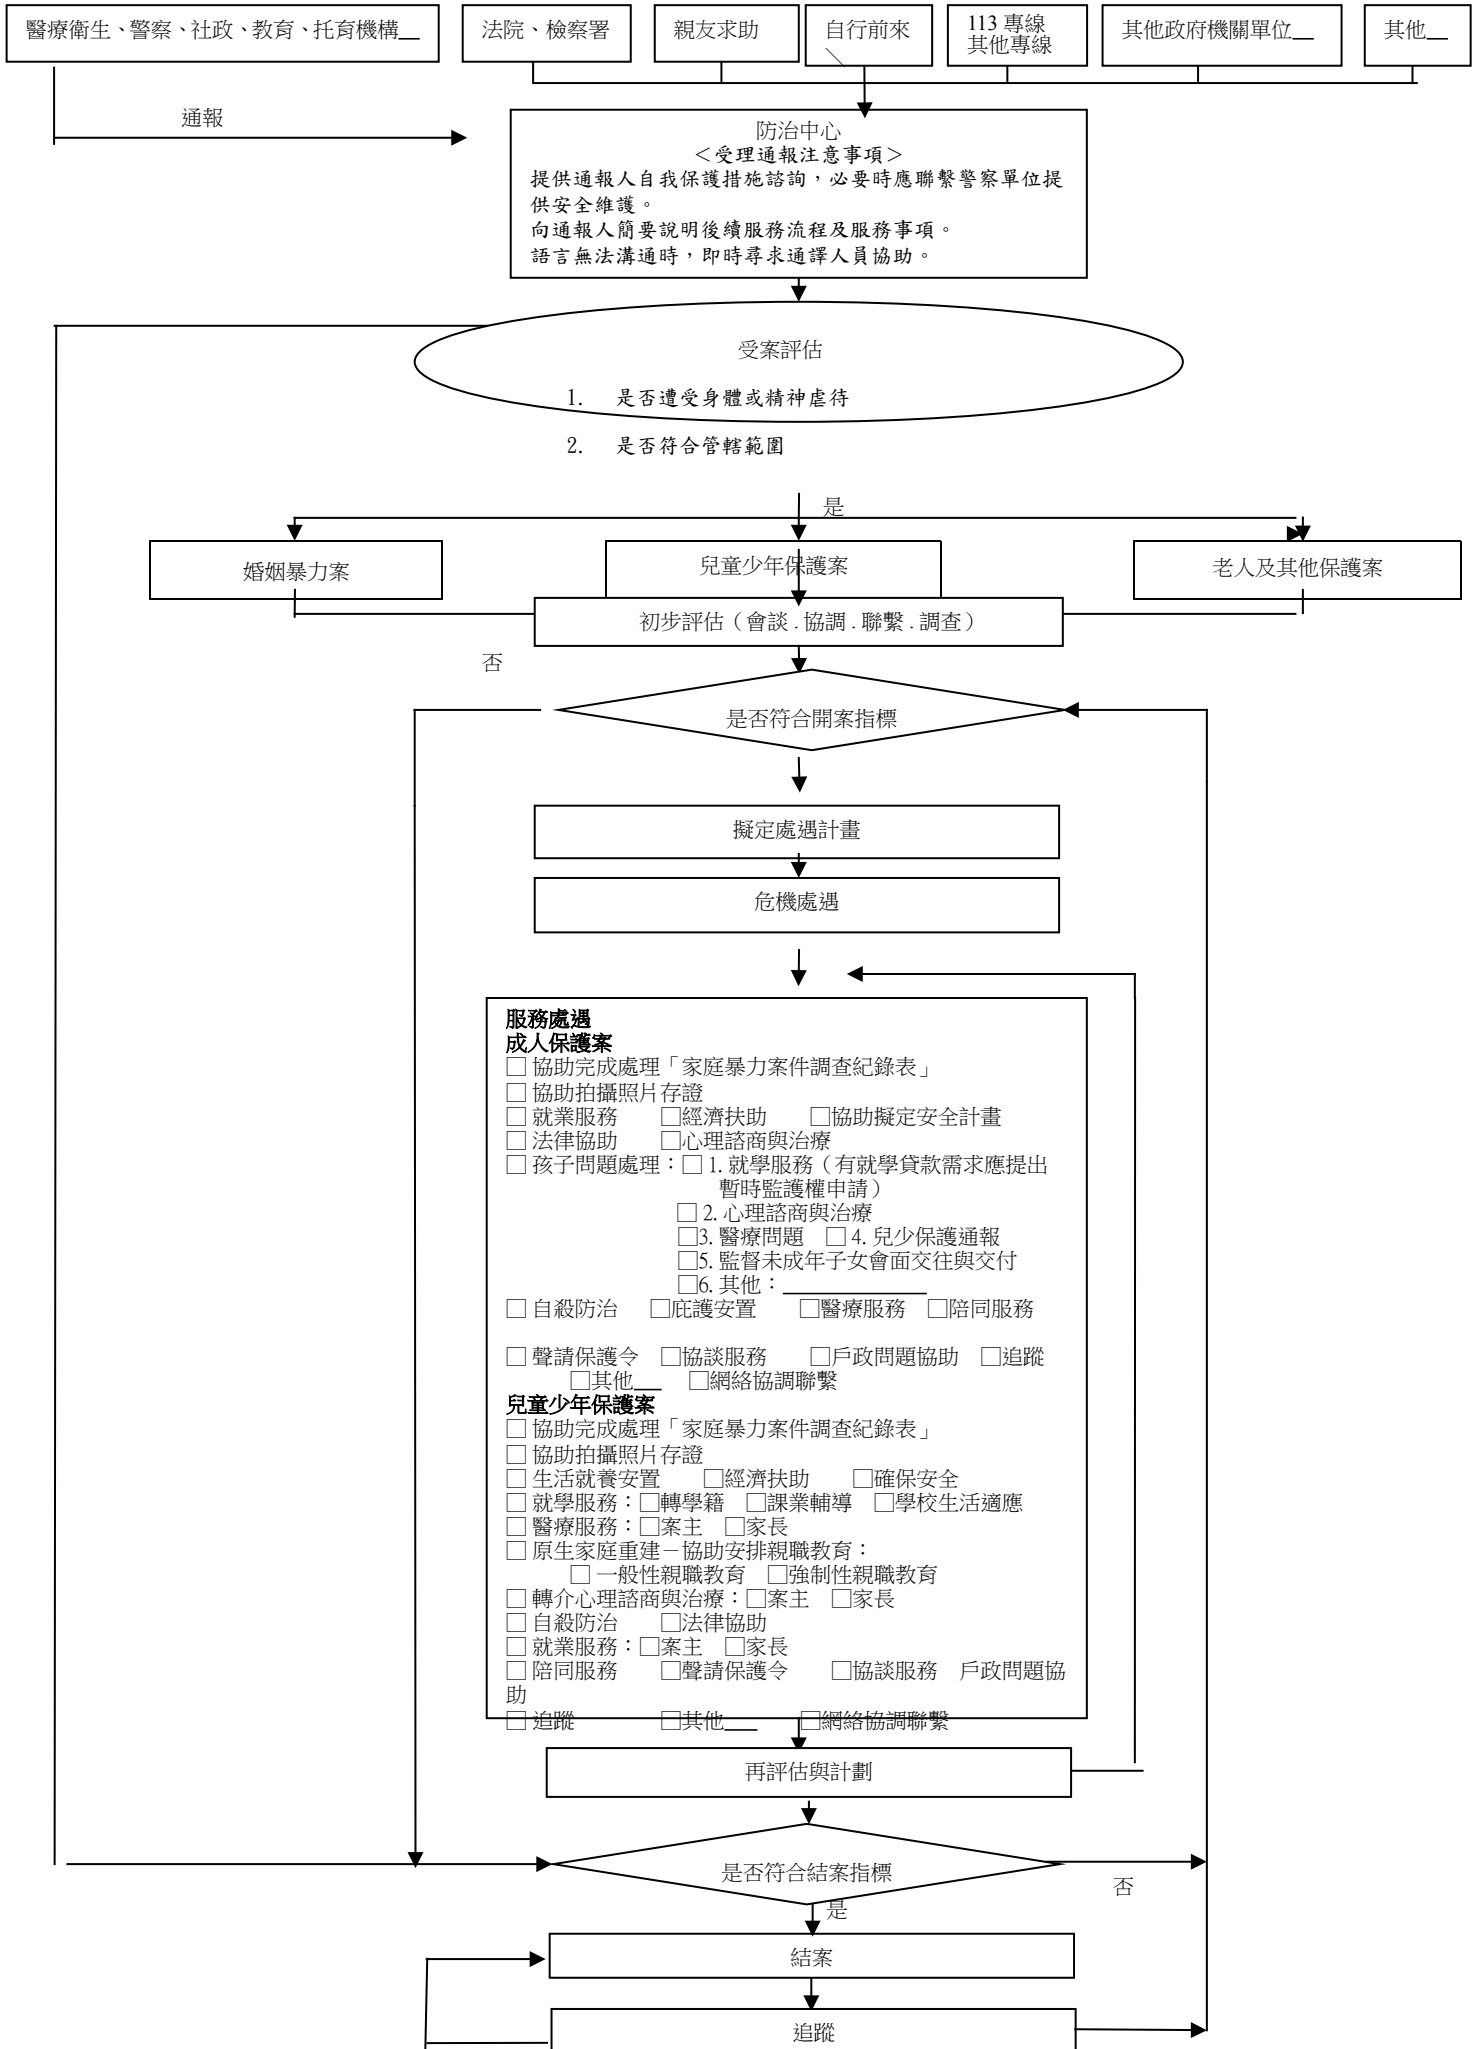 醫療衛生、警察、社政、教育、托育機構__
法院、檢察署
親友求助
自行前來
113 專線
其他專線
其他政府機關單位__
其他__
通報
防治中心
＜受理通報注意事項＞
提供通報人自我保護措施諮詢，必要時應聯繫警察單位提
供安全維護。
向通報人簡要說明後續服務流程及服務事項。
語言無法溝通時，即時尋求通譯人員協助。
受案評估
1. 是否遭受身體或精神虐待
2. 是否符合管轄範圍
是
婚姻暴力案
兒童少年保護案
老人及其他保護案
初步評估（會談 . 協調 . 聯繫 . 調查）
否
是否符合開案指標
擬定處遇計畫
危機處遇
服務處遇
成人保護案
□ 協助完成處理「家庭暴力案件調查紀錄表」
□ 協助拍攝照片存證
□ 就業服務 □經濟扶助 □協助擬定安全計畫
□ 法律協助 □心理諮商與治療
□ 孩子問題處理：□ 1. 就學服務（有就學貸款需求應提出
暫時監護權申請）
□ 2. 心理諮商與治療
□3. 醫療問題 □ 4. 兒少保護通報
□5. 監督未成年子女會面交往與交付
□6. 其他：____________
□ 自殺防治 □庇護安置 □醫療服務 □陪同服務
□ 聲請保護令 □協談服務 □戶政問題協助 □追蹤
□其他__ □網絡協調聯繫
兒童少年保護案
□ 協助完成處理「家庭暴力案件調查紀錄表」
□ 協助拍攝照片存證
□ 生活就養安置 □經濟扶助 □確保安全
□ 就學服務：□轉學籍 □課業輔導 □學校生活適應
□ 醫療服務：□案主 □家長
□ 原生家庭重建－協助安排親職教育：
□ 一般性親職教育 □強制性親職教育
□ 轉介心理諮商與治療：□案主 □家長
□ 自殺防治 □法律協助
□ 就業服務：□案主 □家長
□ 陪同服務 □聲請保護令 □協談服務 戶政問題協
助
□ 追蹤 □其他___ □網絡協調聯繫
再評估與計劃
是否符合結案指標
否
是
結案
追蹤